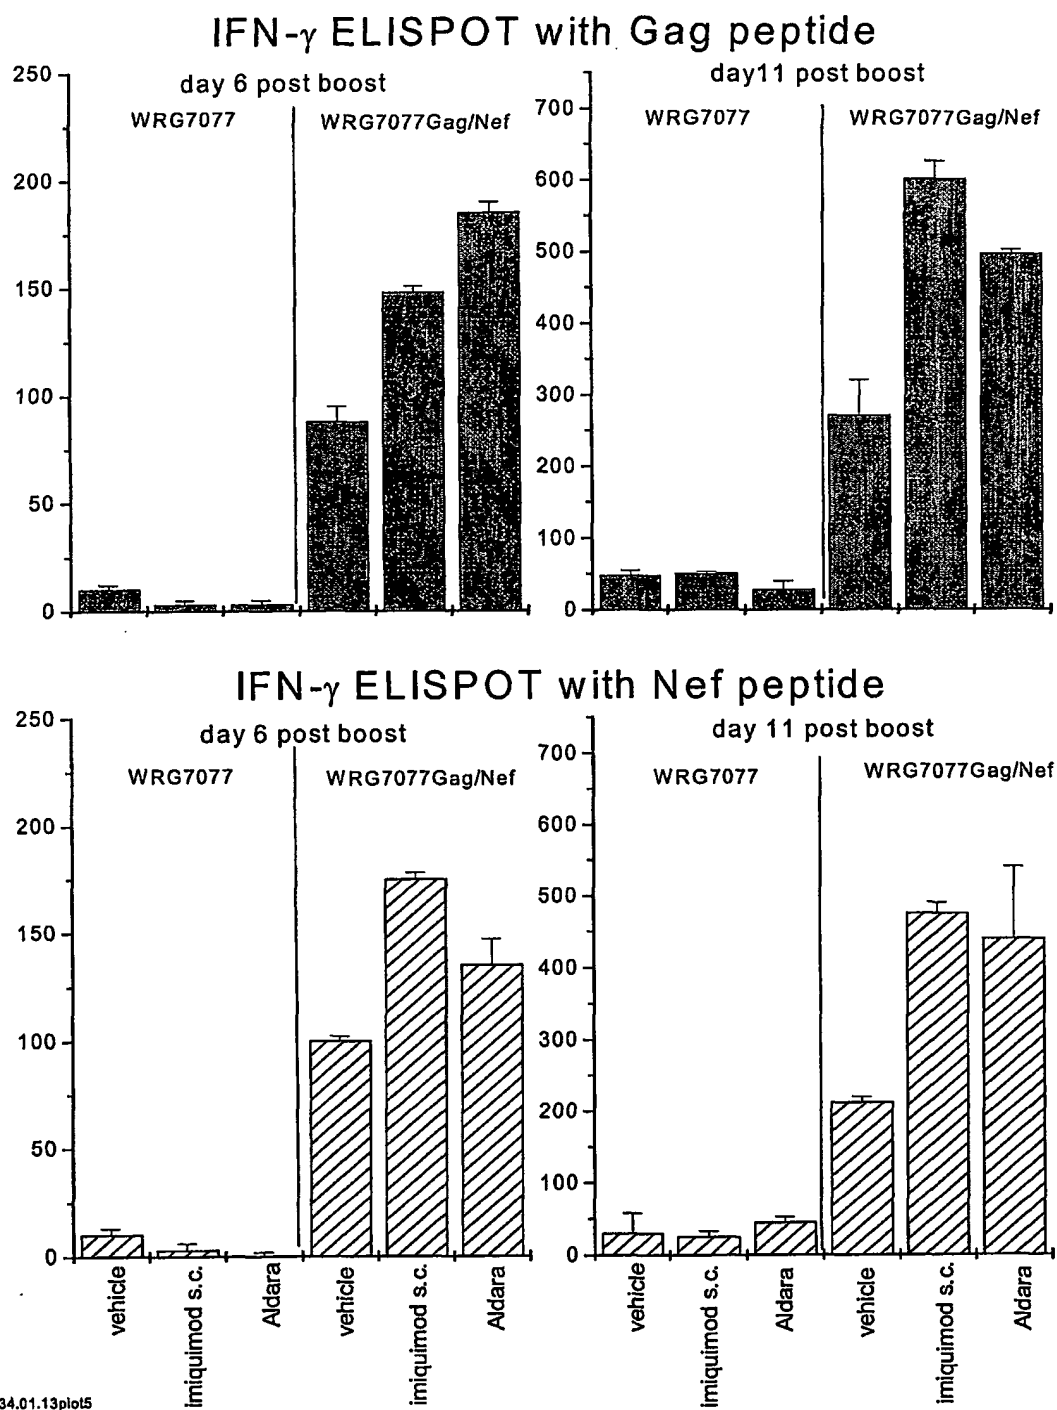 IFN-γ ELISPOT with Gag peptide
day 6 post boost
WRG7077
WRG7077Gag/Nef
250
200
150
100
50
0
day11 post boost
WRG7077
WRG7077Gag/Nef
700
600
500
400
300
200
100
0
IFN-γ ELISPOT with Nef peptide
day 6 post boost
WRG7077
WRG7077Gag/Nef
250
200
150
100
50
0
vehicle
imiquimod s.c.
Aldara
vehicle
imiquimod s.c.
Aldara
day 11 post boost
WRG7077
WRG7077Gag/Nef
700
600
500
400
300
200
100
0
vehicle
imiquimod s.c.
Aldara
vehicle
imiquimod s.c.
Aldara
34.01.13plot5